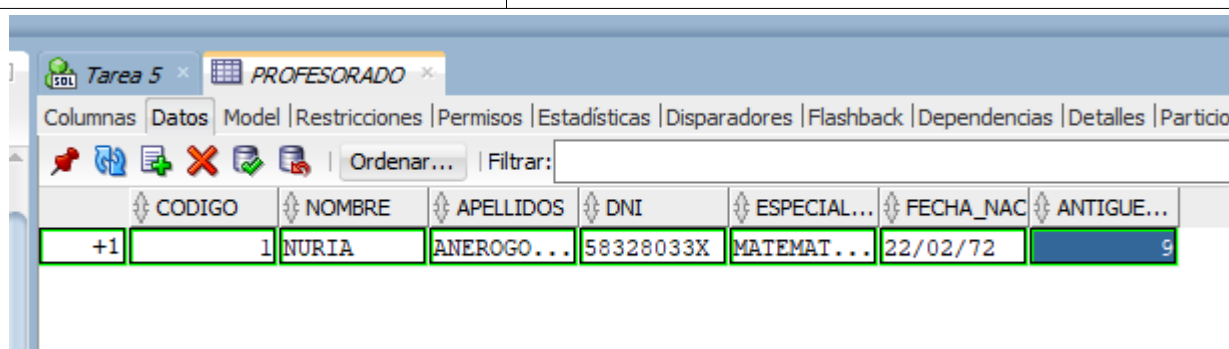 Tarea 5 PROFESORADO
Columnas Datos Model |Restricciones |Permisos |Estadísticas |Disparadores |Flashback |Dependencias |Detalles |Particio
Ordenar... |Filtrar:
CODIGO NOMBRE APELLIDOS DNI ESPECIAL... FECHA_NAC ANTIGUE...
+1 1 NURIA ANEROGO... 58328033X MATEMAT... 22/02/72 9